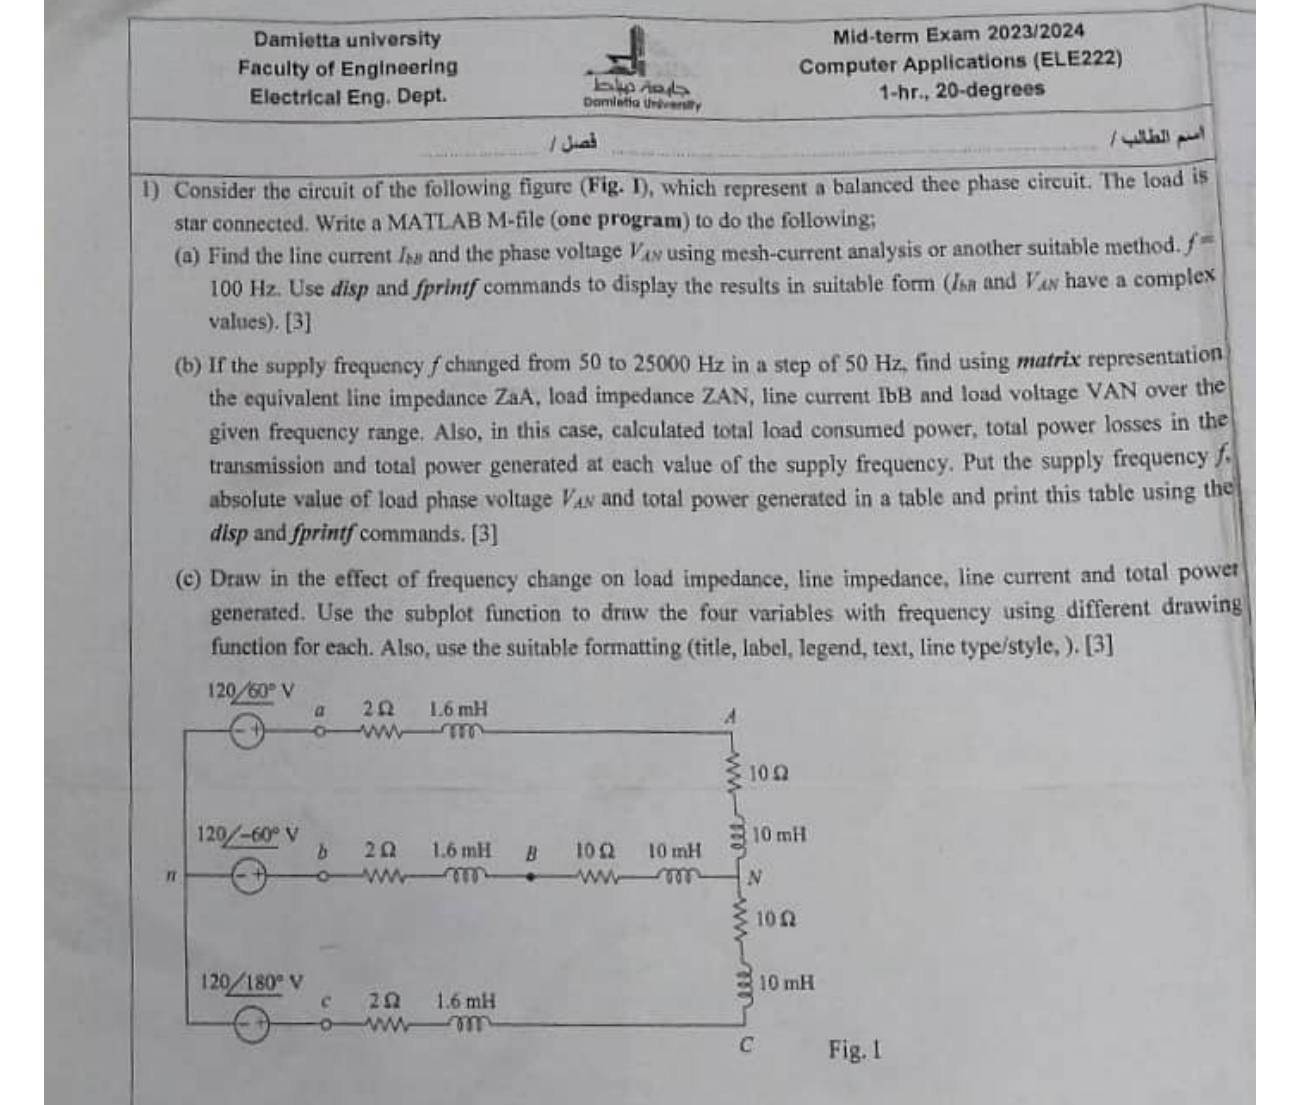 Damietta university
Faculty of Engineering
Electrical Eng. Dept.
جامعة دمياط
Damietta University
Mid-term Exam 2023/2024
Computer Applications (ELE222)
1-hr., 20-degrees
اسم الطالب / فصل /
1) Consider the circuit of the following figure (Fig. 1), which represent a balanced thee phase circuit. The load is
star connected. Write a MATLAB M-file (one program) to do the following;
(a) Find the line current IbB and the phase voltage VAN using mesh-current analysis or another suitable method. f =
100 Hz. Use disp and fprintf commands to display the results in suitable form (IbB and VAN have a complex
values). [3]
(b) If the supply frequency f changed from 50 to 25000 Hz in a step of 50 Hz, find using matrix representation
the equivalent line impedance ZaA, load impedance ZAN, line current IbB and load voltage VAN over the
given frequency range. Also, in this case, calculated total load consumed power, total power losses in the
transmission and total power generated at each value of the supply frequency. Put the supply frequency f,
absolute value of load phase voltage VAN and total power generated in a table and print this table using the
disp and fprintf commands. [3]
(c) Draw in the effect of frequency change on load impedance, line impedance, line current and total power
generated. Use the subplot function to draw the four variables with frequency using different drawing
function for each. Also, use the suitable formatting (title, label, legend, text, line type/style, ). [3]
120/60° V
a 2 Ω 1.6 mH A
- +
10 Ω
10 mH
120/-60° V
b 2 Ω 1.6 mH B 10 Ω 10 mH
n - + N
10 Ω
120/180° V 10 mH
c 2 Ω 1.6 mH
- +
C Fig. 1